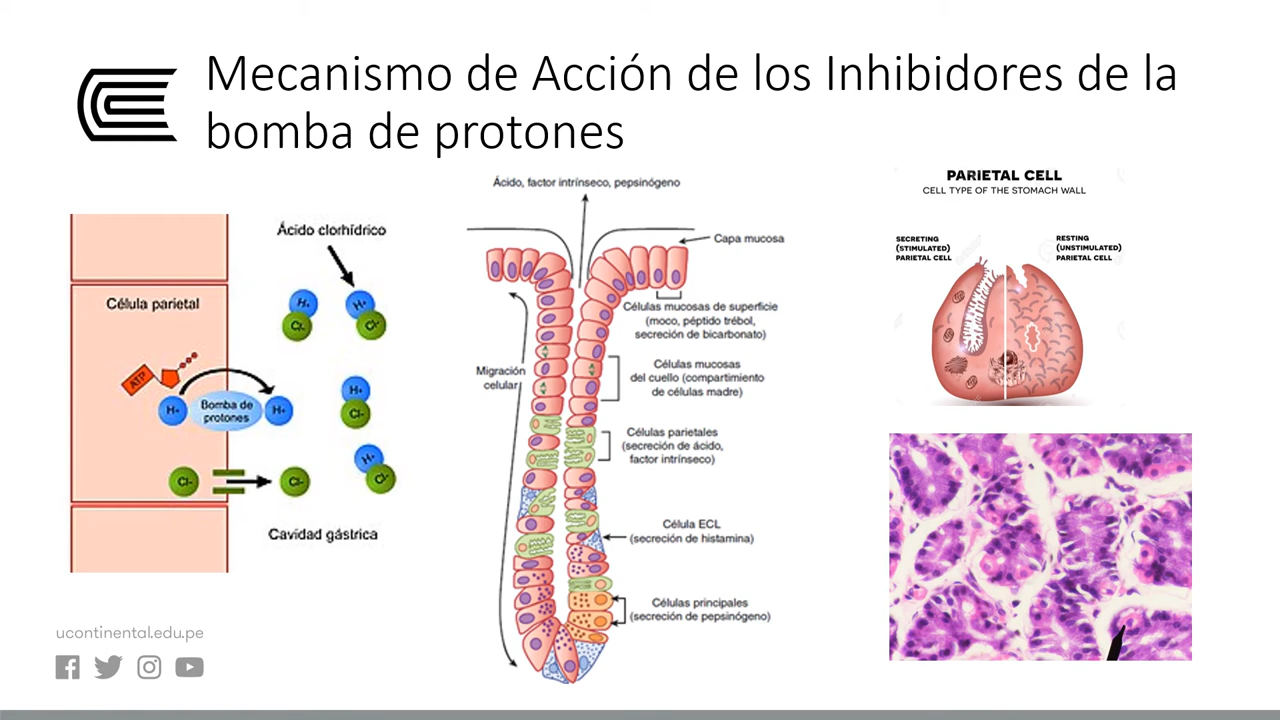 Mecanismo de Acción de los Inhibidores de la
bomba de protones
Ácido clorhídrico
Célula parietal
H+
Cl-
H+
Cl-
ATP
H+
Bomba de
protones
H+
H+
Cl-
H+
Cl-
Cl-
Cl-
Cavidad gástrica
Ácido, factor intrínseco, pepsinógeno
Capa mucosa
Células mucosas de superficie
(moco, péptido trébol,
secreción de bicarbonato)
Migración
celular
Células mucosas
del cuello (compartimiento
de células madre)
Células parietales
(secreción de ácido,
factor intrínseco)
Célula ECL
(secreción de histamina)
Células principales
(secreción de pepsinógeno)
PARIETAL CELL
CELL TYPE OF THE STOMACH WALL
SECRETING
(STIMULATED)
PARIETAL CELL
RESTING
(UNSTIMULATED)
PARIETAL CELL
ucontinental.edu.pe